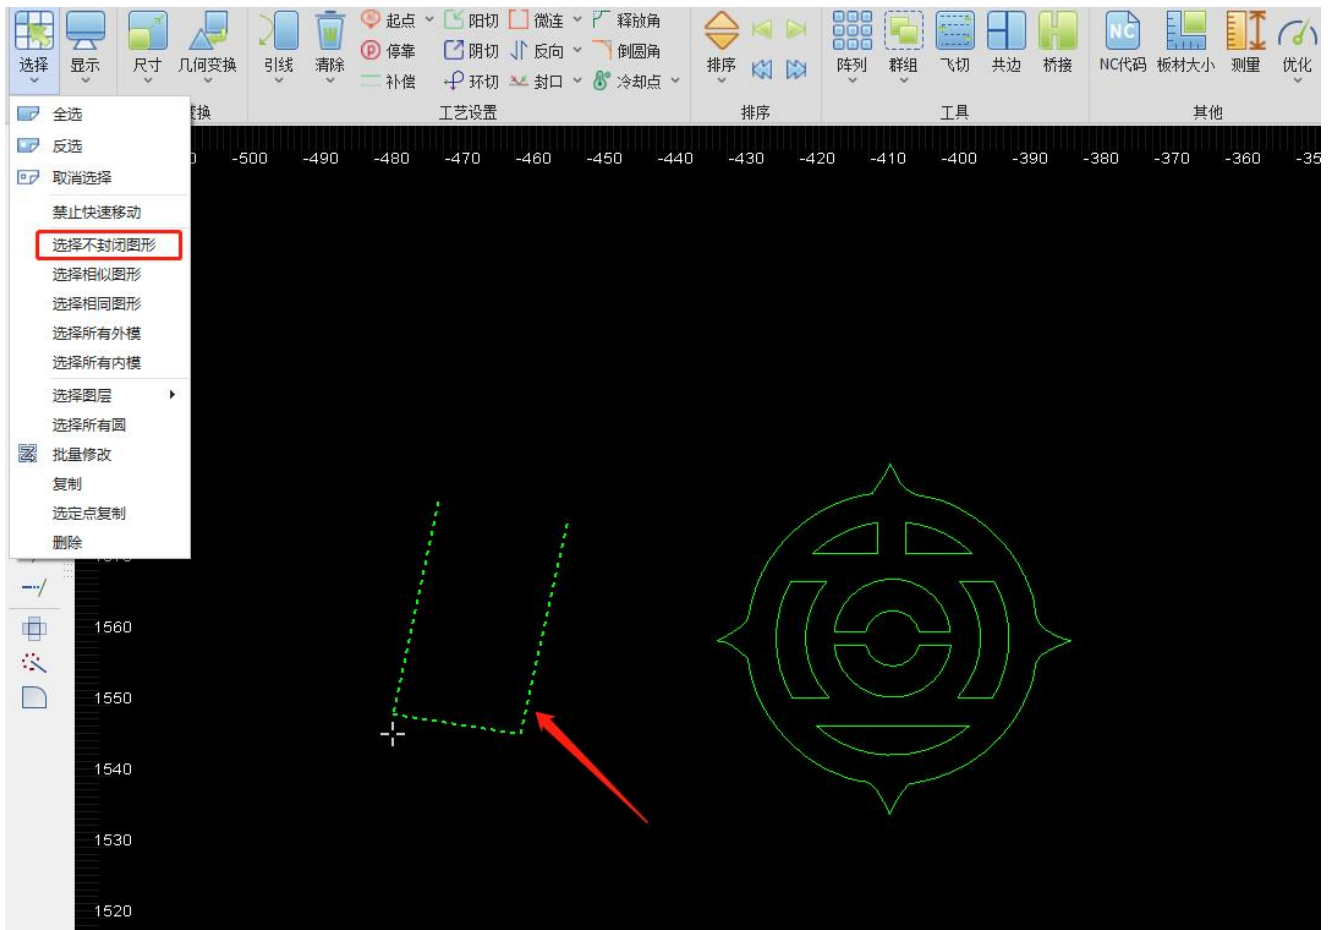 起点 阳切 微连 释放角
选择 显示 尺寸 几何变换 引线 清除 停靠 阴切 反向 倒圆角 排序 阵列 群组 飞切 共边 桥接 NC NC代码 板材大小 测量 优化
补偿 环切 封口 冷却点
变换 工艺设置 排序 工具 其他
全选
反选
取消选择
禁止快速移动
选择不封闭图形
选择相似图形
选择相同图形
选择所有外模
选择所有内模
选择图层
选择所有圆
批量修改
复制
选定点复制
删除
-500 -490 -480 -470 -460 -450 -440 -430 -420 -410 -400 -390 -380 -370 -360 -35
1560
1550
1540
1530
1520